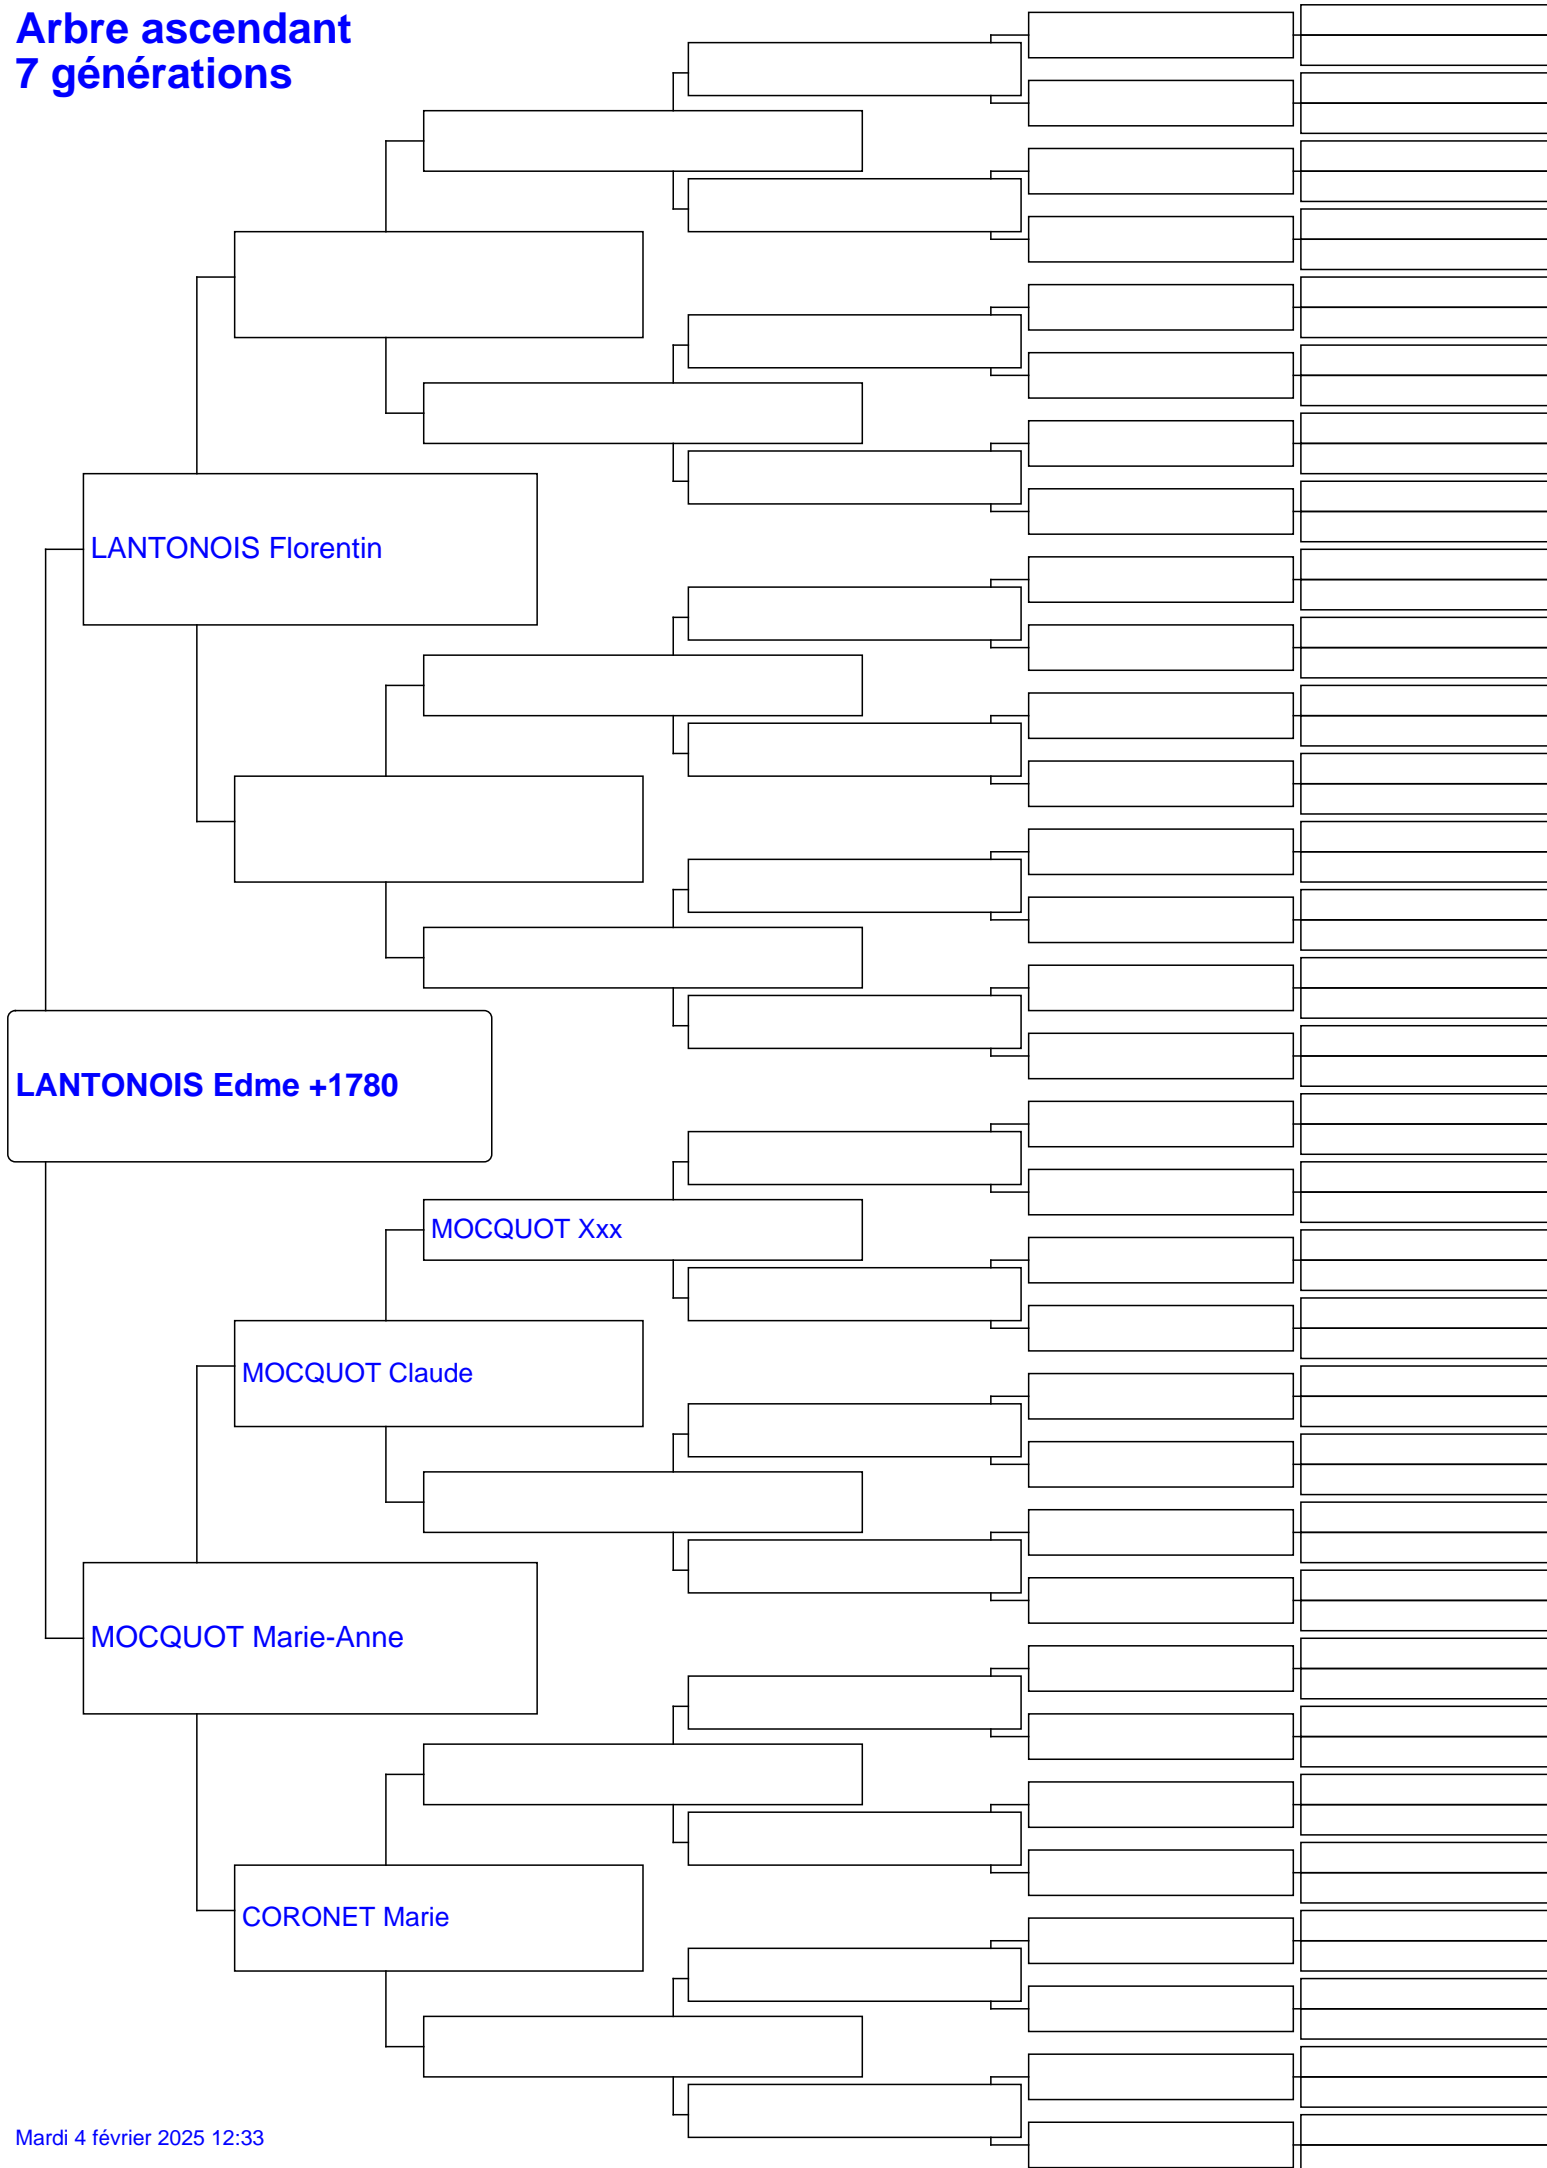 Arbre ascendant
7 générations
LANTONOIS Florentin
LANTONOIS Edme +1780
MOCQUOT Xxx
MOCQUOT Claude
MOCQUOT Marie-Anne
CORONET Marie
Mardi 4 février 2025 12:33